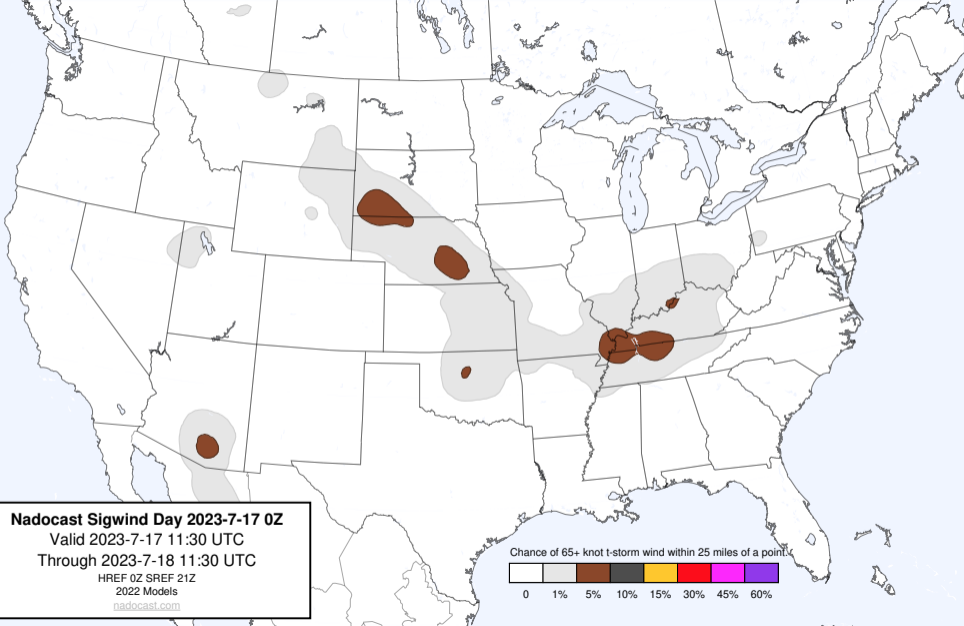 Nadocast Sigwind Day 2023-7-17 0Z
Valid 2023-7-17 11:30 UTC
Through 2023-7-18 11:30 UTC
HREF 0Z SREF 21Z
2022 Models
nadocast.com
Chance of 65+ knot t-storm wind within 25 miles of a point.
0 1% 5% 10% 15% 30% 45% 60%